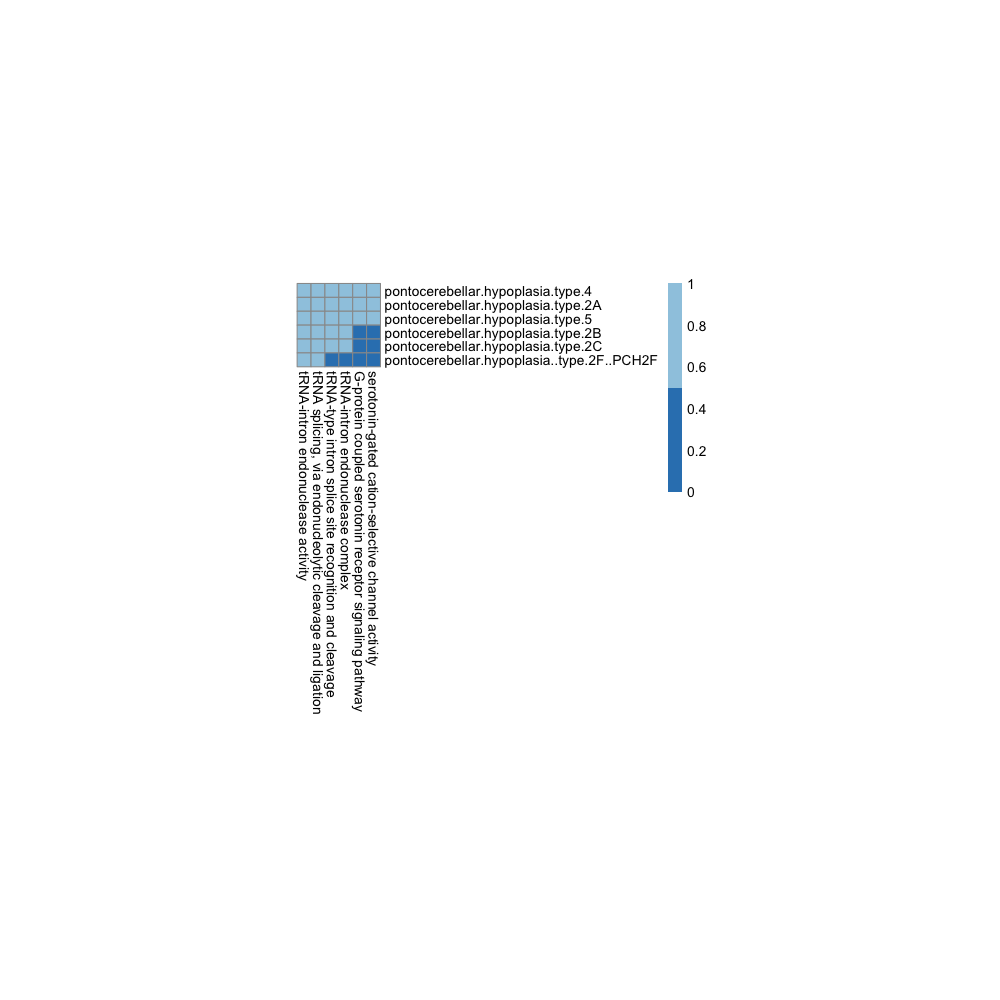 pontocerebellar.hypoplasia.type.4
pontocerebellar.hypoplasia.type.2A
pontocerebellar.hypoplasia.type.5
pontocerebellar.hypoplasia.type.2B
pontocerebellar.hypoplasia.type.2C
pontocerebellar.hypoplasia..type.2F..PCH2F
tRNA-intron endonuclease activity
tRNA splicing, via endonucleolytic cleavage and ligation
tRNA-type intron splice site recognition and cleavage
tRNA-intron endonuclease complex
G-protein coupled serotonin receptor signaling pathway
serotonin-gated cation-selective channel activity
1
0.8
0.6
0.4
0.2
0